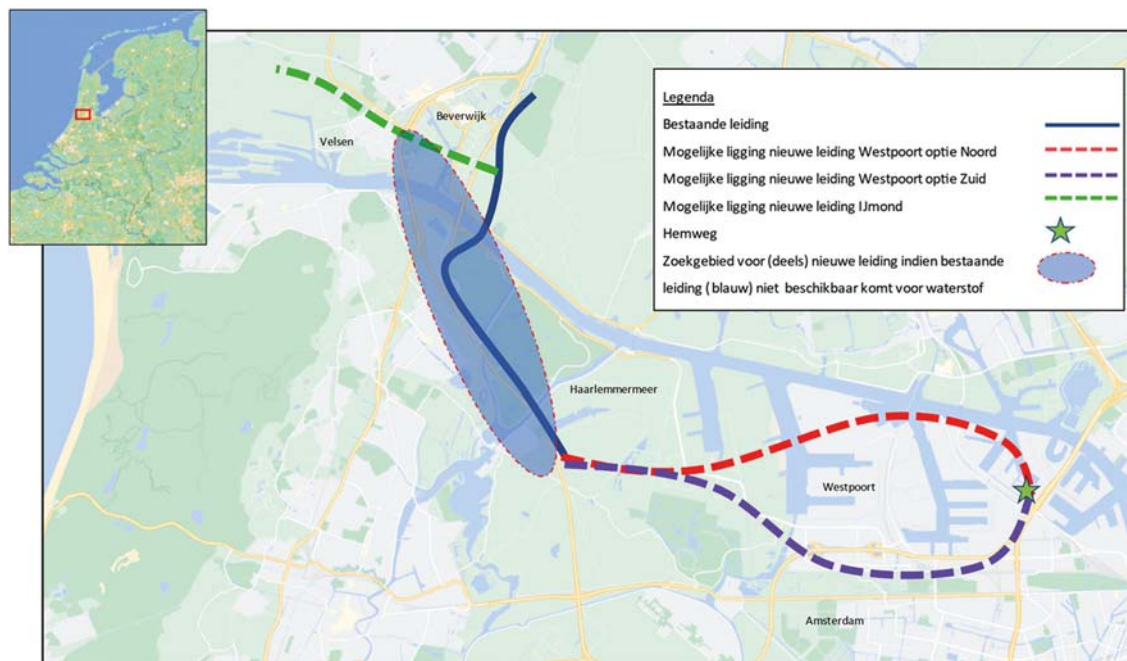 Legenda
Bestaande leiding
Mogelijke ligging nieuwe leiding Westpoort optie Noord
Mogelijke ligging nieuwe leiding Westpoort optie Zuid
Mogelijke ligging nieuwe leiding IJmond
Hemweg
Zoekgebied voor (deels) nieuwe leiding indien bestaande
leiding ( blauw) niet beschikbaar komt voor waterstof
Beverwijk
Velsen
Haarlemmermeer
Westpoort
Amsterdam